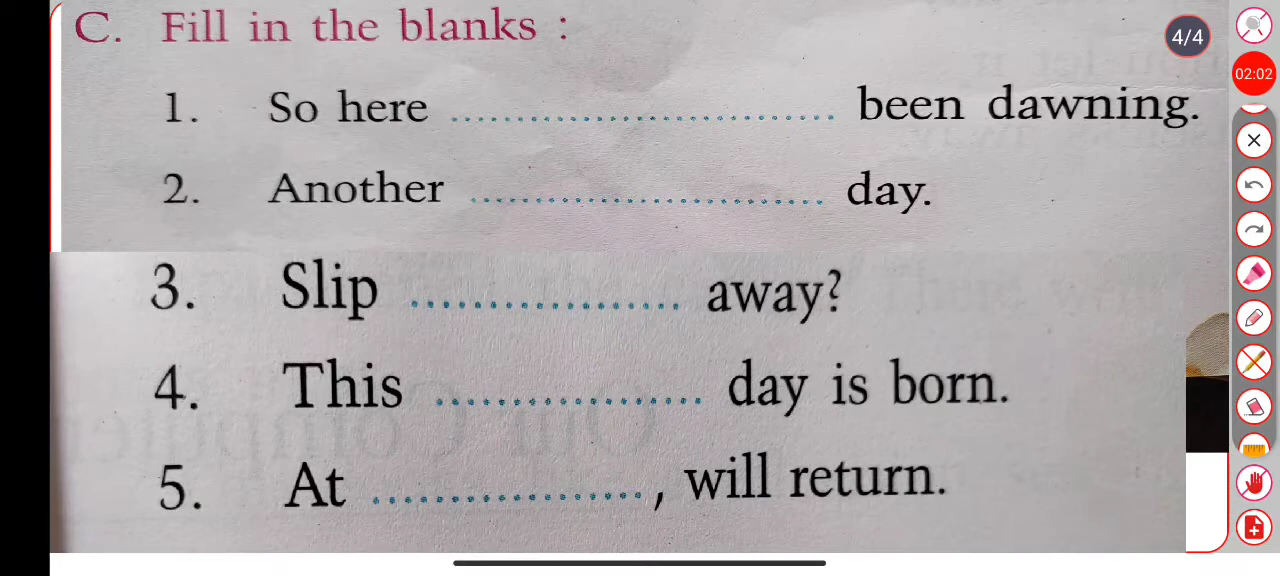 C. Fill in the blanks :
4/4
02:02
1. So here .............................. been dawning.
2. Another .............................. day.
3. Slip .............................. away?
4. This .............................. day is born.
5. At .............................., will return.